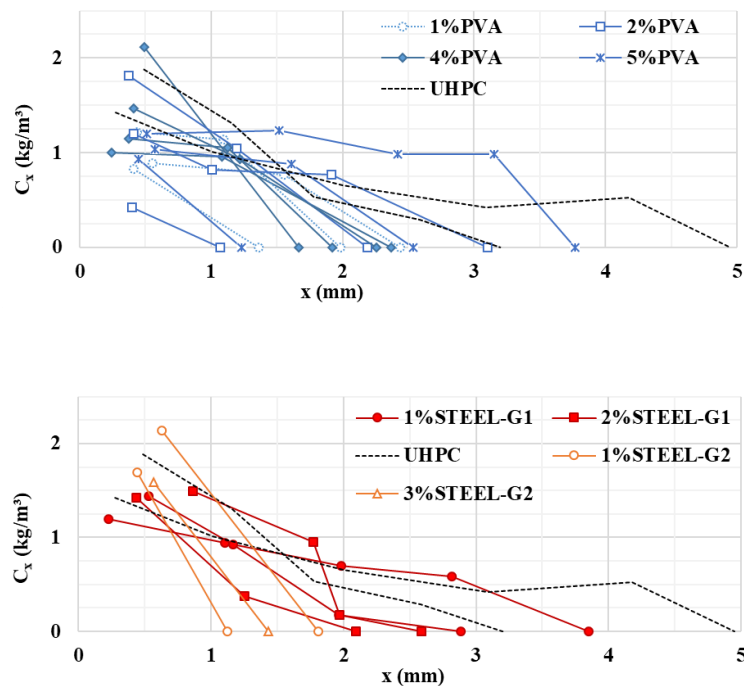 1%PVA 2%PVA
4%PVA 5%PVA
UHPC
2
1
0
Cₓ (kg/m³)
0 1 2 3 4 5
x (mm)
1%STEEL-G1 2%STEEL-G1
UHPC 1%STEEL-G2
3%STEEL-G2
2
1
0
Cₓ (kg/m³)
0 1 2 3 4 5
x (mm)